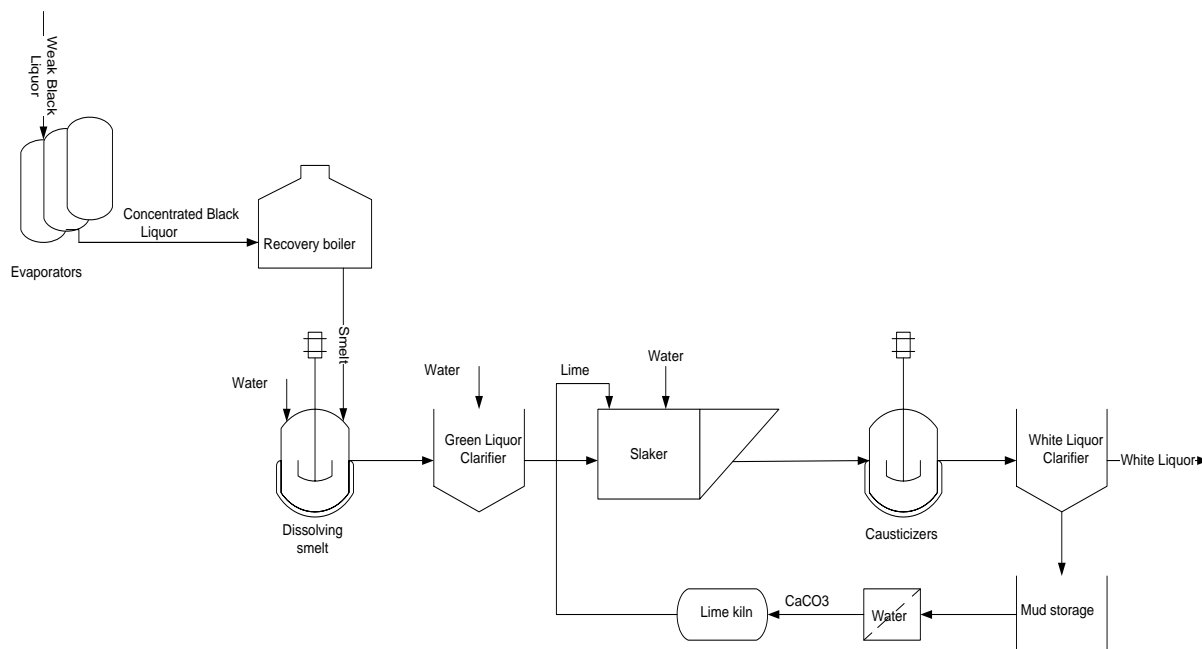 Weak Black
Liquor
Concentrated Black
Liquor
Recovery boiler
Evaporators
Smelt
Water
Water
Lime
Water
Green Liquor
Clarifier
Slaker
White Liquor
Clarifier
White Liquor
Dissolving
smelt
Causticizers
CaCO3
Lime kiln
Water
Mud storage